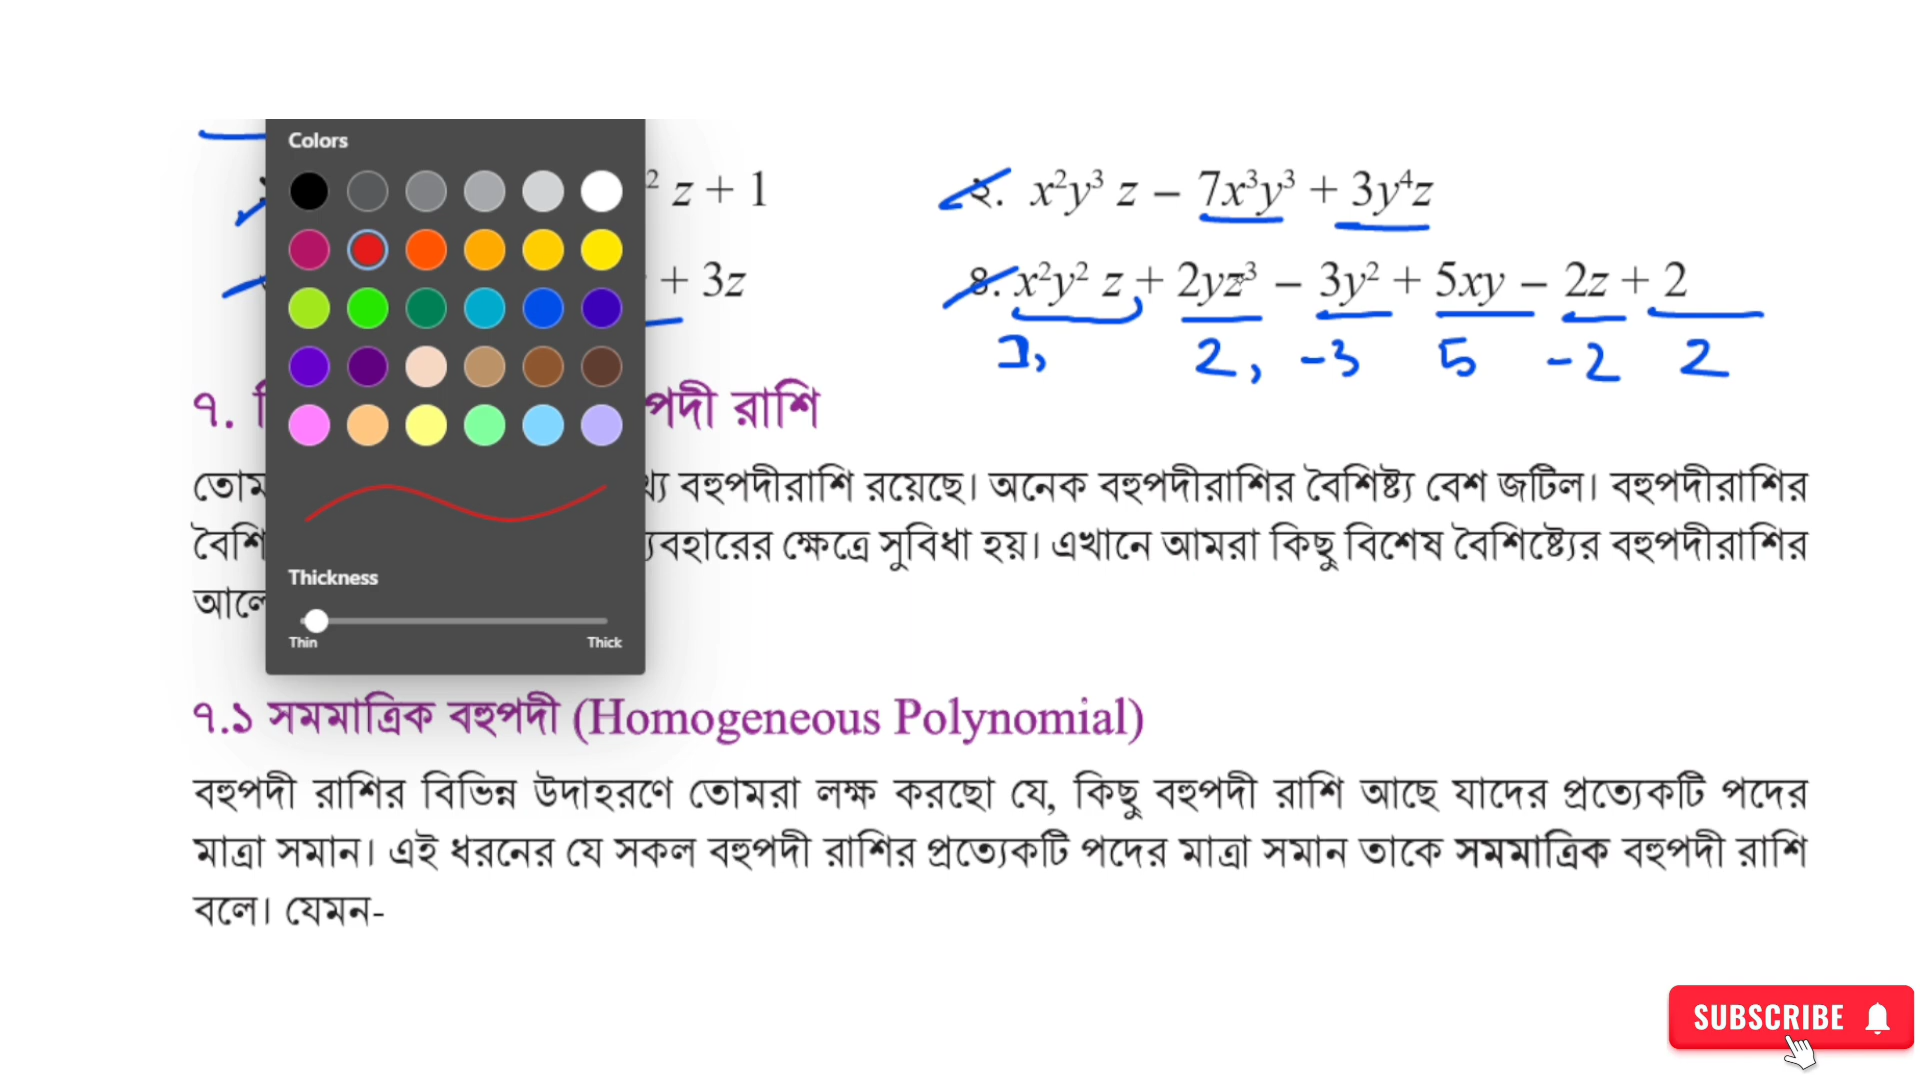 Colors
² z + 1
২. x²y³ z – 7x³y³ + 3y⁴z
+ 3z
৪. x²y² z + 2yz³ – 3y² + 5xy – 2z + 2
1, 2, -3 5 -2 2
৭. পদী রাশি
তোম বহুপদীরাশি রয়েছে। অনেক বহুপদীরাশির বৈশিষ্ট্য বেশ জটিল। বহুপদীরাশির
বৈশি ্যবহারের ক্ষেত্রে সুবিধা হয়। এখানে আমরা কিছু বিশেষ বৈশিষ্ট্যের বহুপদীরাশির
আলো
Thickness
Thin Thick
৭.১ সমমাত্রিক বহুপদী (Homogeneous Polynomial)
বহুপদী রাশির বিভিন্ন উদাহরণে তোমরা লক্ষ করছো যে, কিছু বহুপদী রাশি আছে যাদের প্রত্যেকটি পদের
মাত্রা সমান। এই ধরনের যে সকল বহুপদী রাশির প্রত্যেকটি পদের মাত্রা সমান তাকে সমমাত্রিক বহুপদী রাশি
বলে। যেমন-
SUBSCRIBE